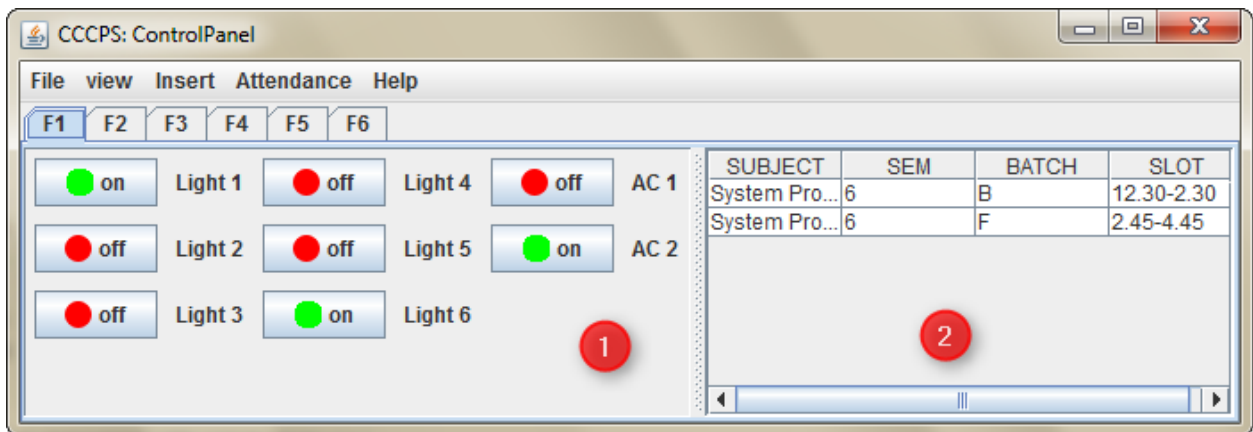 CCCPS: ControlPanel
File view Insert Attendance Help
F1 F2 F3 F4 F5 F6
on Light 1 off Light 4 off AC 1
off Light 2 off Light 5 on AC 2
off Light 3 on Light 6
1
SUBJECT SEM BATCH SLOT
System Pro... 6 B 12.30-2.30
System Pro... 6 F 2.45-4.45
2